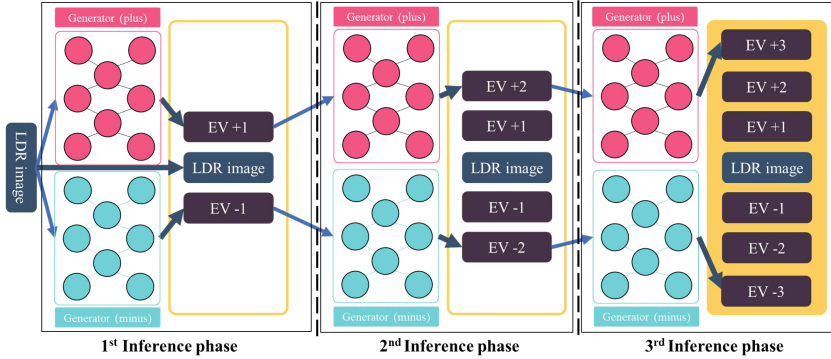 LDR image
Generator (plus)
EV +1
LDR image
EV -1
Generator (minus)
1st Inference phase
Generator (plus)
EV +2
EV +1
LDR image
EV -1
EV -2
Generator (minus)
2nd Inference phase
Generator (plus)
EV +3
EV +2
EV +1
LDR image
EV -1
EV -2
EV -3
Generator (minus)
3rd Inference phase